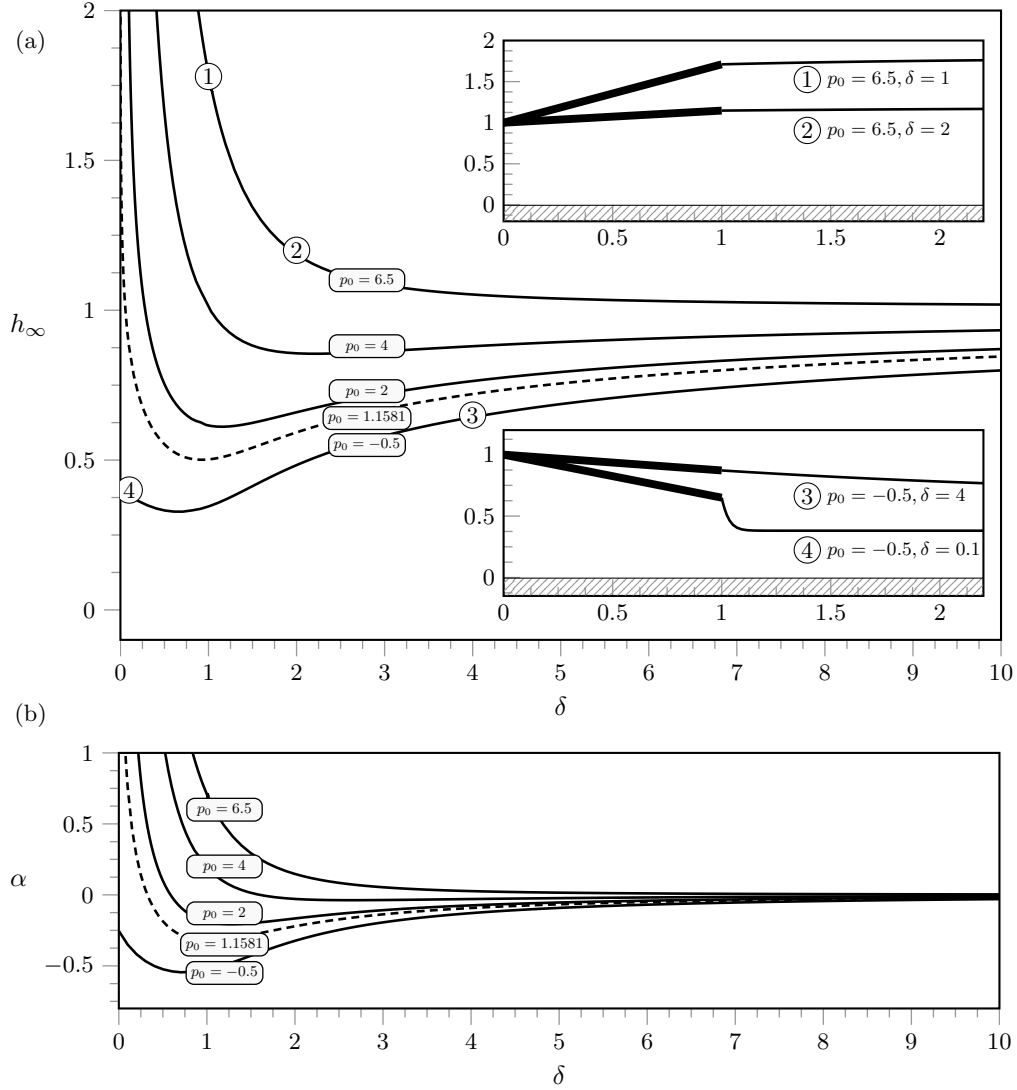 (a)
2
1.5
1
0.5
0
h∞
0 1 2 3 4 5 6 7 8 9 10
δ
1
2
3
4
p₀ = 6.5
p₀ = 4
p₀ = 2
p₀ = 1.1581
p₀ = −0.5
2
1.5
1
0.5
0
0 0.5 1 1.5 2
1 p₀ = 6.5, δ = 1
2 p₀ = 6.5, δ = 2
1
0.5
0
0 0.5 1 1.5 2
3 p₀ = −0.5, δ = 4
4 p₀ = −0.5, δ = 0.1
(b)
1
0.5
0
−0.5
α
p₀ = 6.5
p₀ = 4
p₀ = 2
p₀ = 1.1581
p₀ = −0.5
0 1 2 3 4 5 6 7 8 9 10
δ